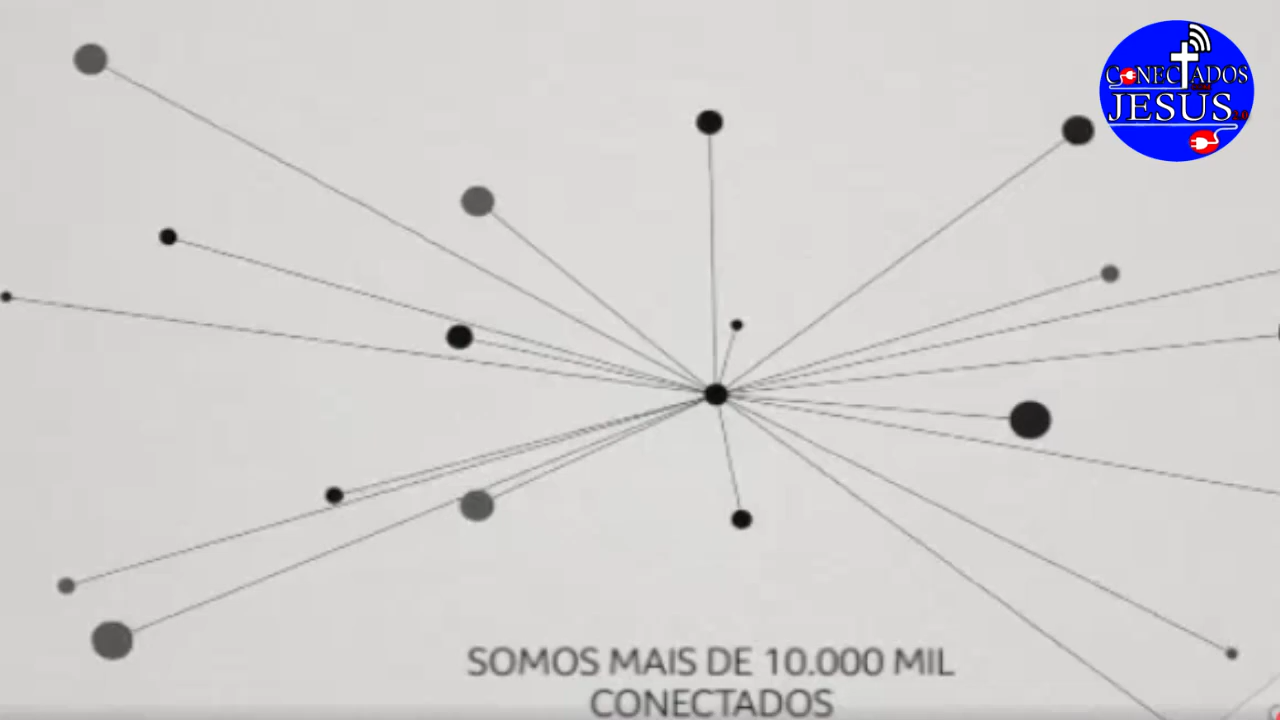 CONECTADOS
JESUS
SOMOS MAIS DE 10.000 MIL
CONECTADOS